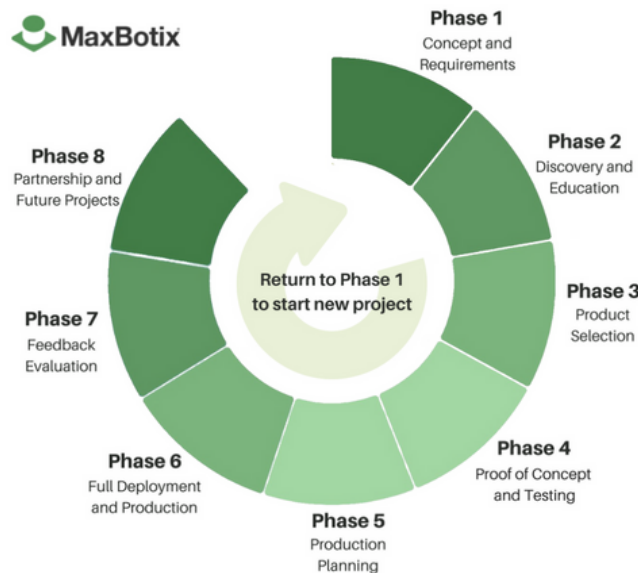 MaxBotix
Phase 1
Concept and
Requirements
Phase 2
Discovery and
Education
Phase 3
Product
Selection
Phase 4
Proof of Concept
and Testing
Phase 5
Production
Planning
Phase 6
Full Deployment
and Production
Phase 7
Feedback
Evaluation
Phase 8
Partnership and
Future Projects
Return to Phase 1
to start new project